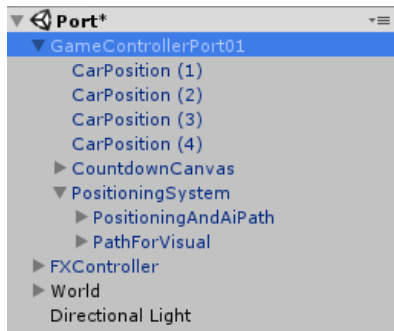 Port*
GameControllerPort01
CarPosition (1)
CarPosition (2)
CarPosition (3)
CarPosition (4)
CountdownCanvas
PositioningSystem
PositioningAndAiPath
PathForVisual
FXController
World
Directional Light